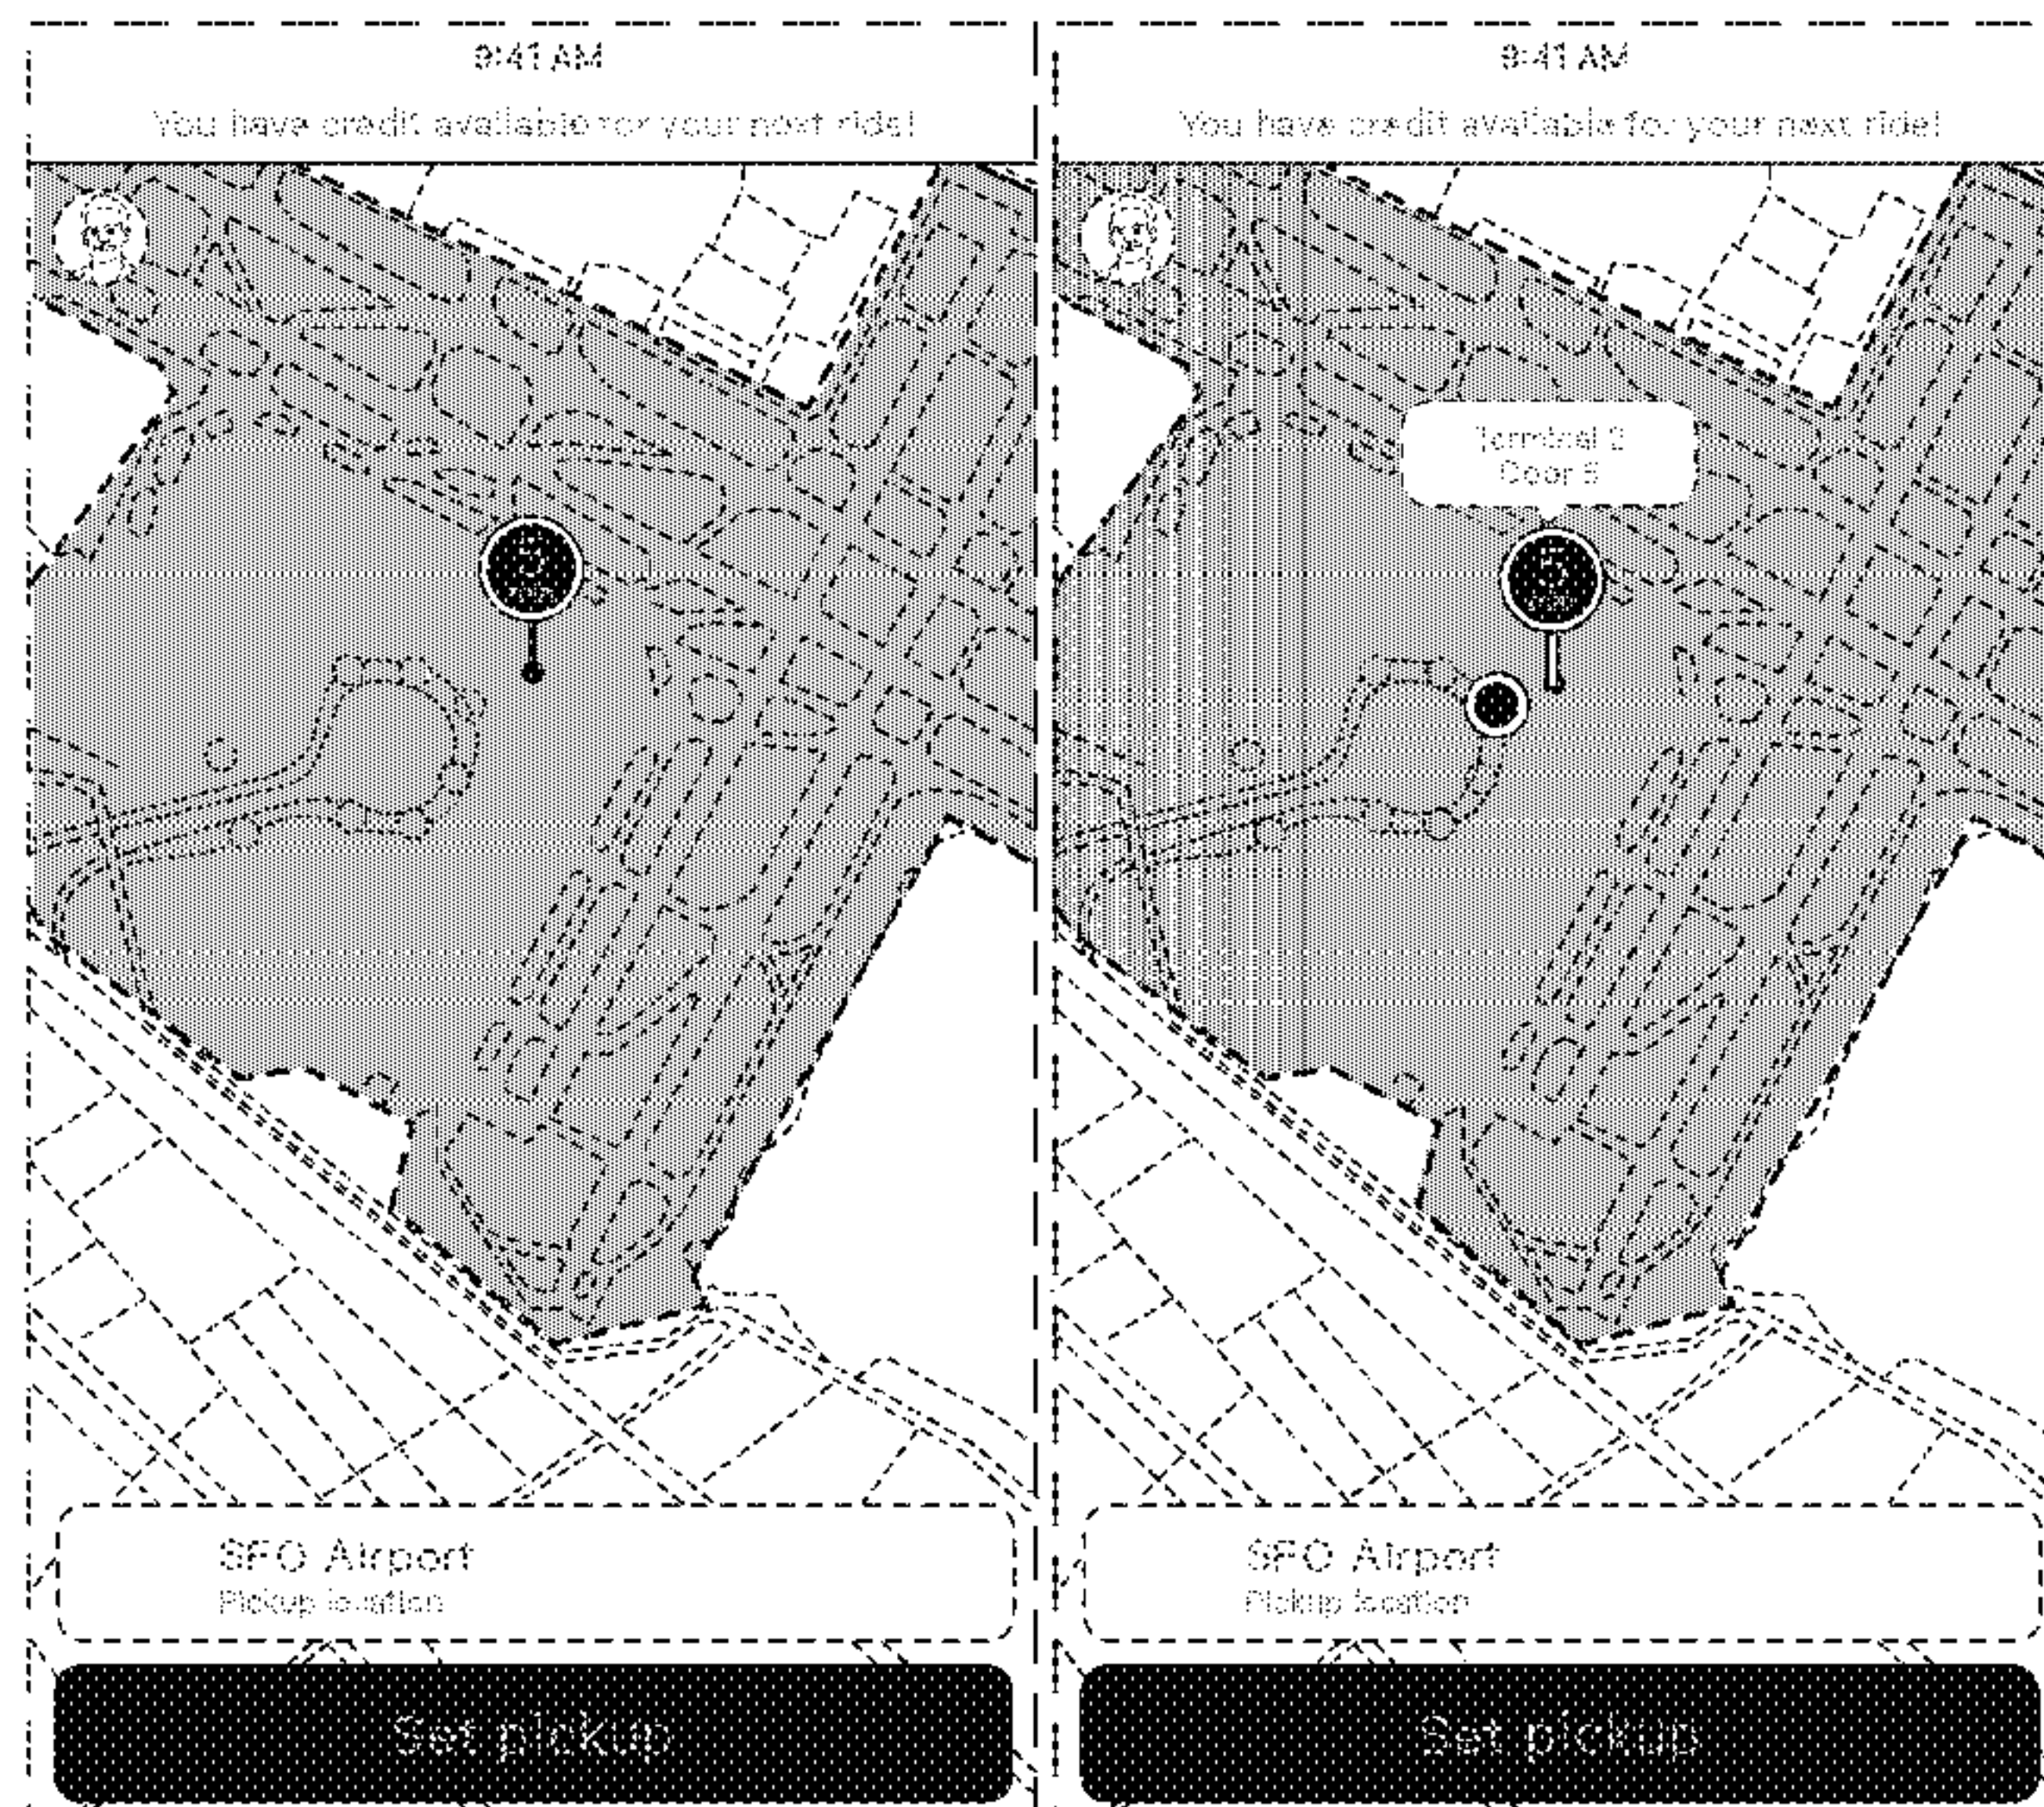 9:41 AM
You have credit available for your next ride!
5
SFO Airport
Pickup location
Set pickup
9:41 AM
You have credit available for your next ride!
Terminal 2
Door 5
5
SFO Airport
Pickup location
Set pickup